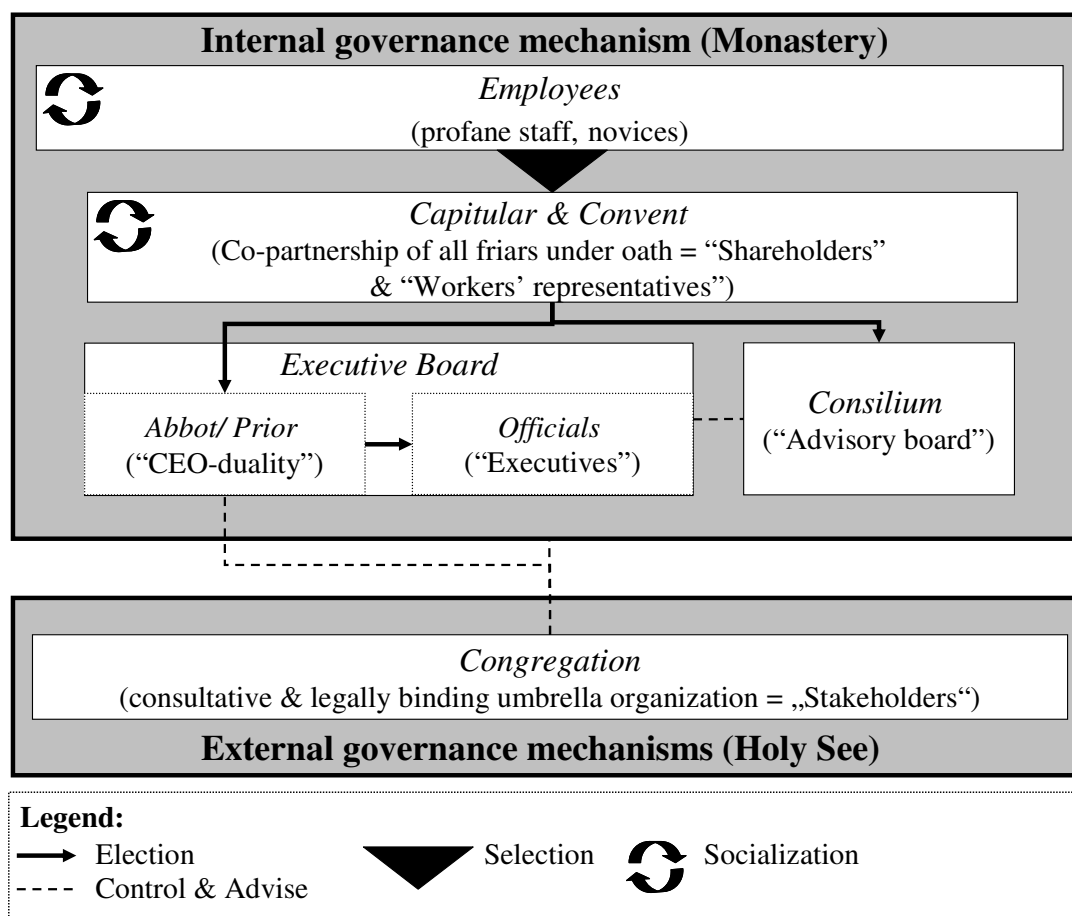 Internal governance mechanism (Monastery)
Employees
(profane staff, novices)
Capitular & Convent
(Co-partnership of all friars under oath = “Shareholders”
& “Workers’ representatives”)
Executive Board
Abbot/ Prior
(“CEO-duality”)
Officials
(“Executives”)
Consilium
(“Advisory board”)
Congregation
(consultative & legally binding umbrella organization = „Stakeholders“)
External governance mechanisms (Holy See)
Legend:
Election
Selection
Socialization
Control & Advise